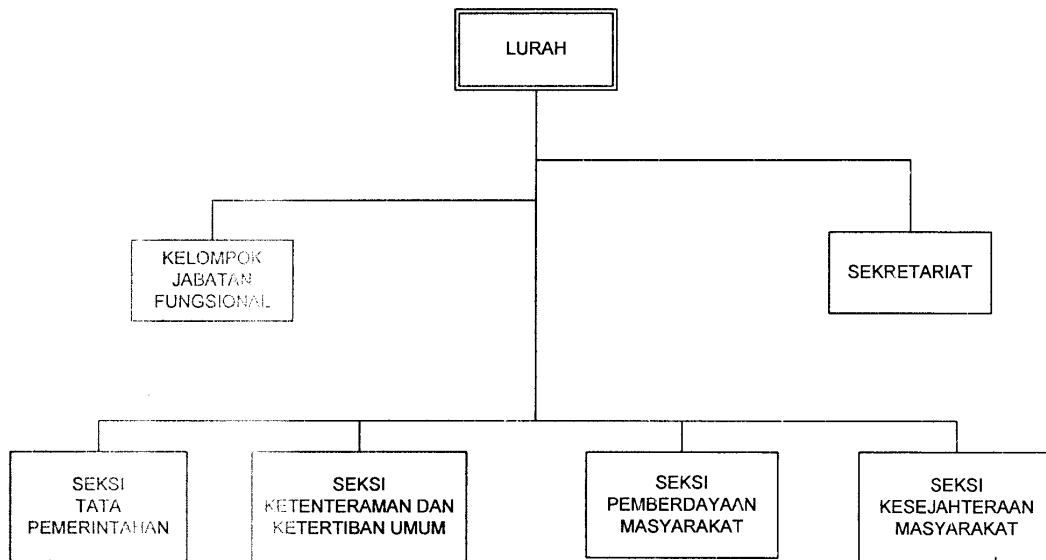 LURAH
KELOMPOK
JABATAN
FUNGSIONAL
SEKRETARIAT
SEKSI
TATA
PEMERINTAHAN
SEKSI
KETENTERAMAN DAN
KETERTIBAN UMUM
SEKSI
PEMBERDAYAAN
MASYARAKAT
SEKSI
KESEJAHTERAAN
MASYARAKAT